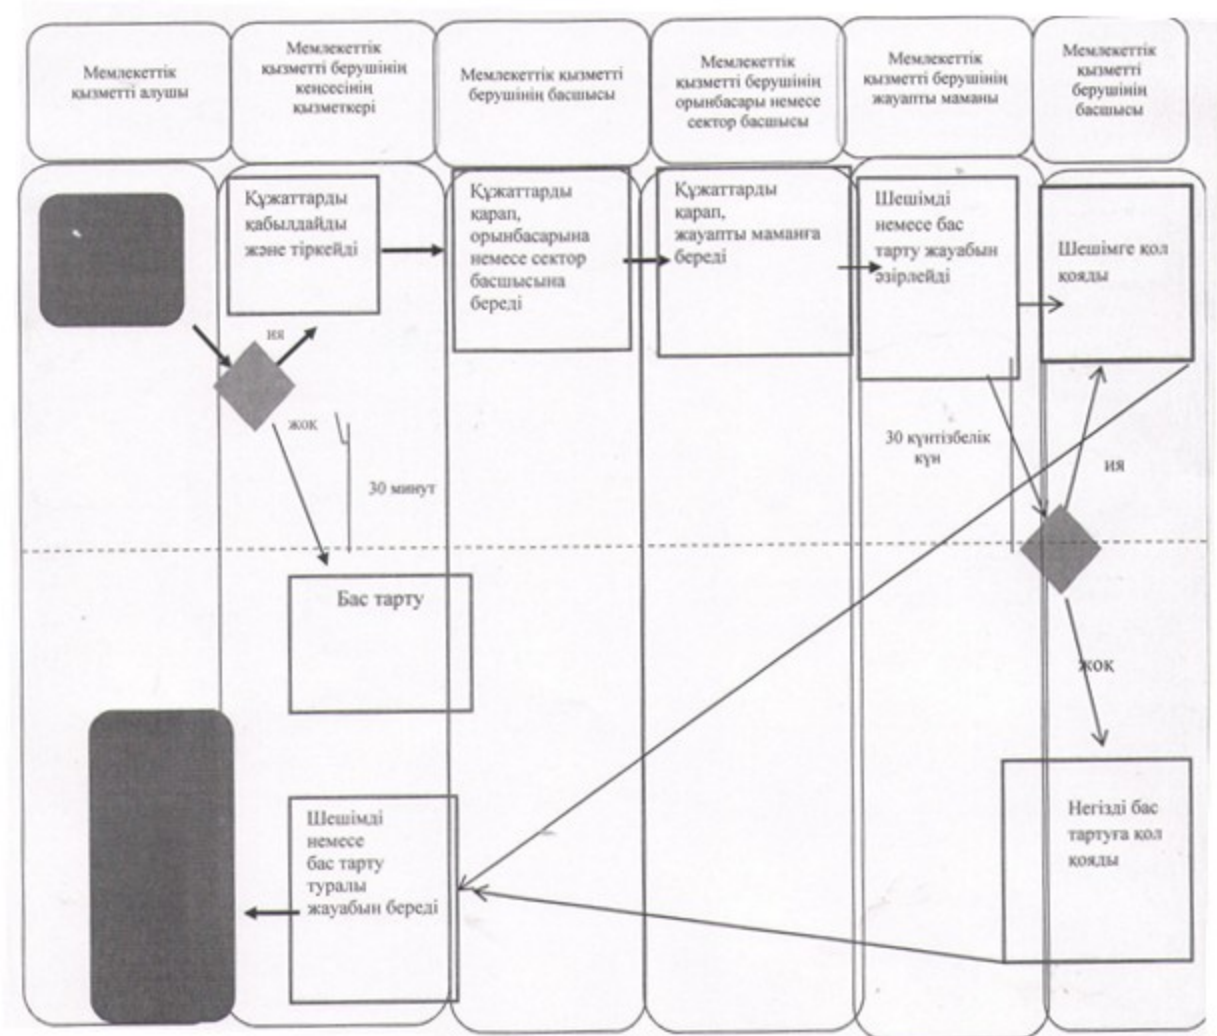 Мемлекеттік
қызметті алушы
Мемлекеттік
қызметті берушінің
кеңсесінің
қызметкері
Мемлекеттік қызметті
берушінің басшысы
Мемлекеттік
қызметті берушінің
орынбасары немесе
сектор басшысы
Мемлекеттік
қызметті берушінің
жауапты маманы
Мемлекеттік
қызметті
берушінің
басшысы
Құжаттарды
қабылдайды
және тіркейді
Құжаттарды
қарап,
орынбасарына
немесе сектор
басшысына
береді
Құжаттарды
қарап,
жауапты маманға
береді
Шешімді
немесе бас
тарту жауабын
әзірлейді
Шешімге қол
қояды
ия
жоқ
30 минут
30 күнтізбелік
күн
ия
Бас тарту
жоқ
Шешімді
немесе
бас тарту
туралы
жауабын береді
Негізді бас
тартуға қол
қояды